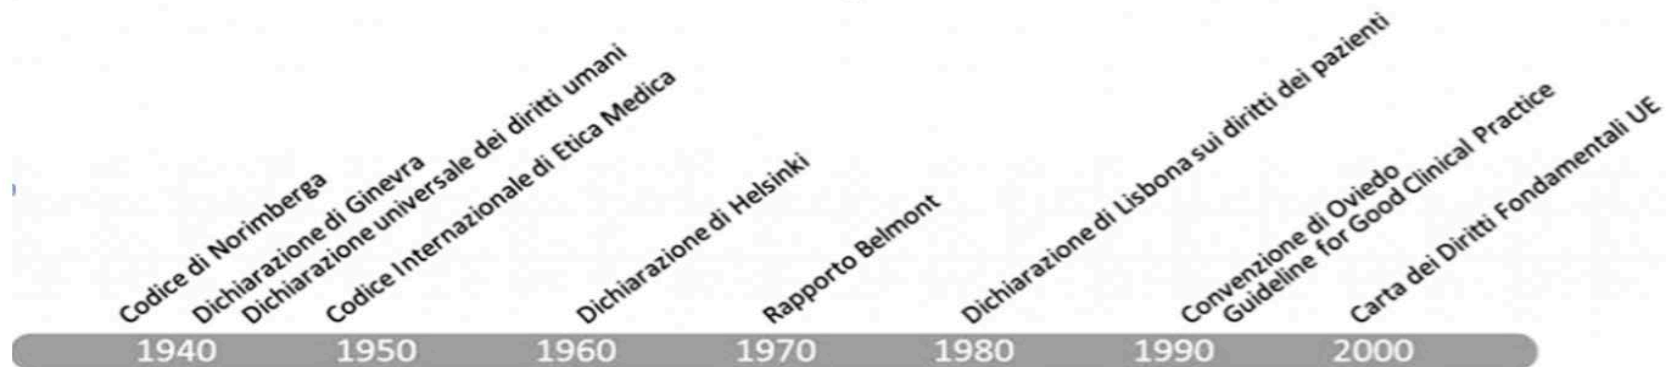 Codice di Norimberga
Dichiarazione di Ginevra
Dichiarazione universale dei diritti umani
Codice Internazionale di Etica Medica
Dichiarazione di Helsinki
Rapporto Belmont
Dichiarazione di Lisbona sui diritti dei pazienti
Convenzione di Oviedo
Guideline for Good Clinical Practice
Carta dei Diritti Fondamentali UE
1940 1950 1960 1970 1980 1990 2000